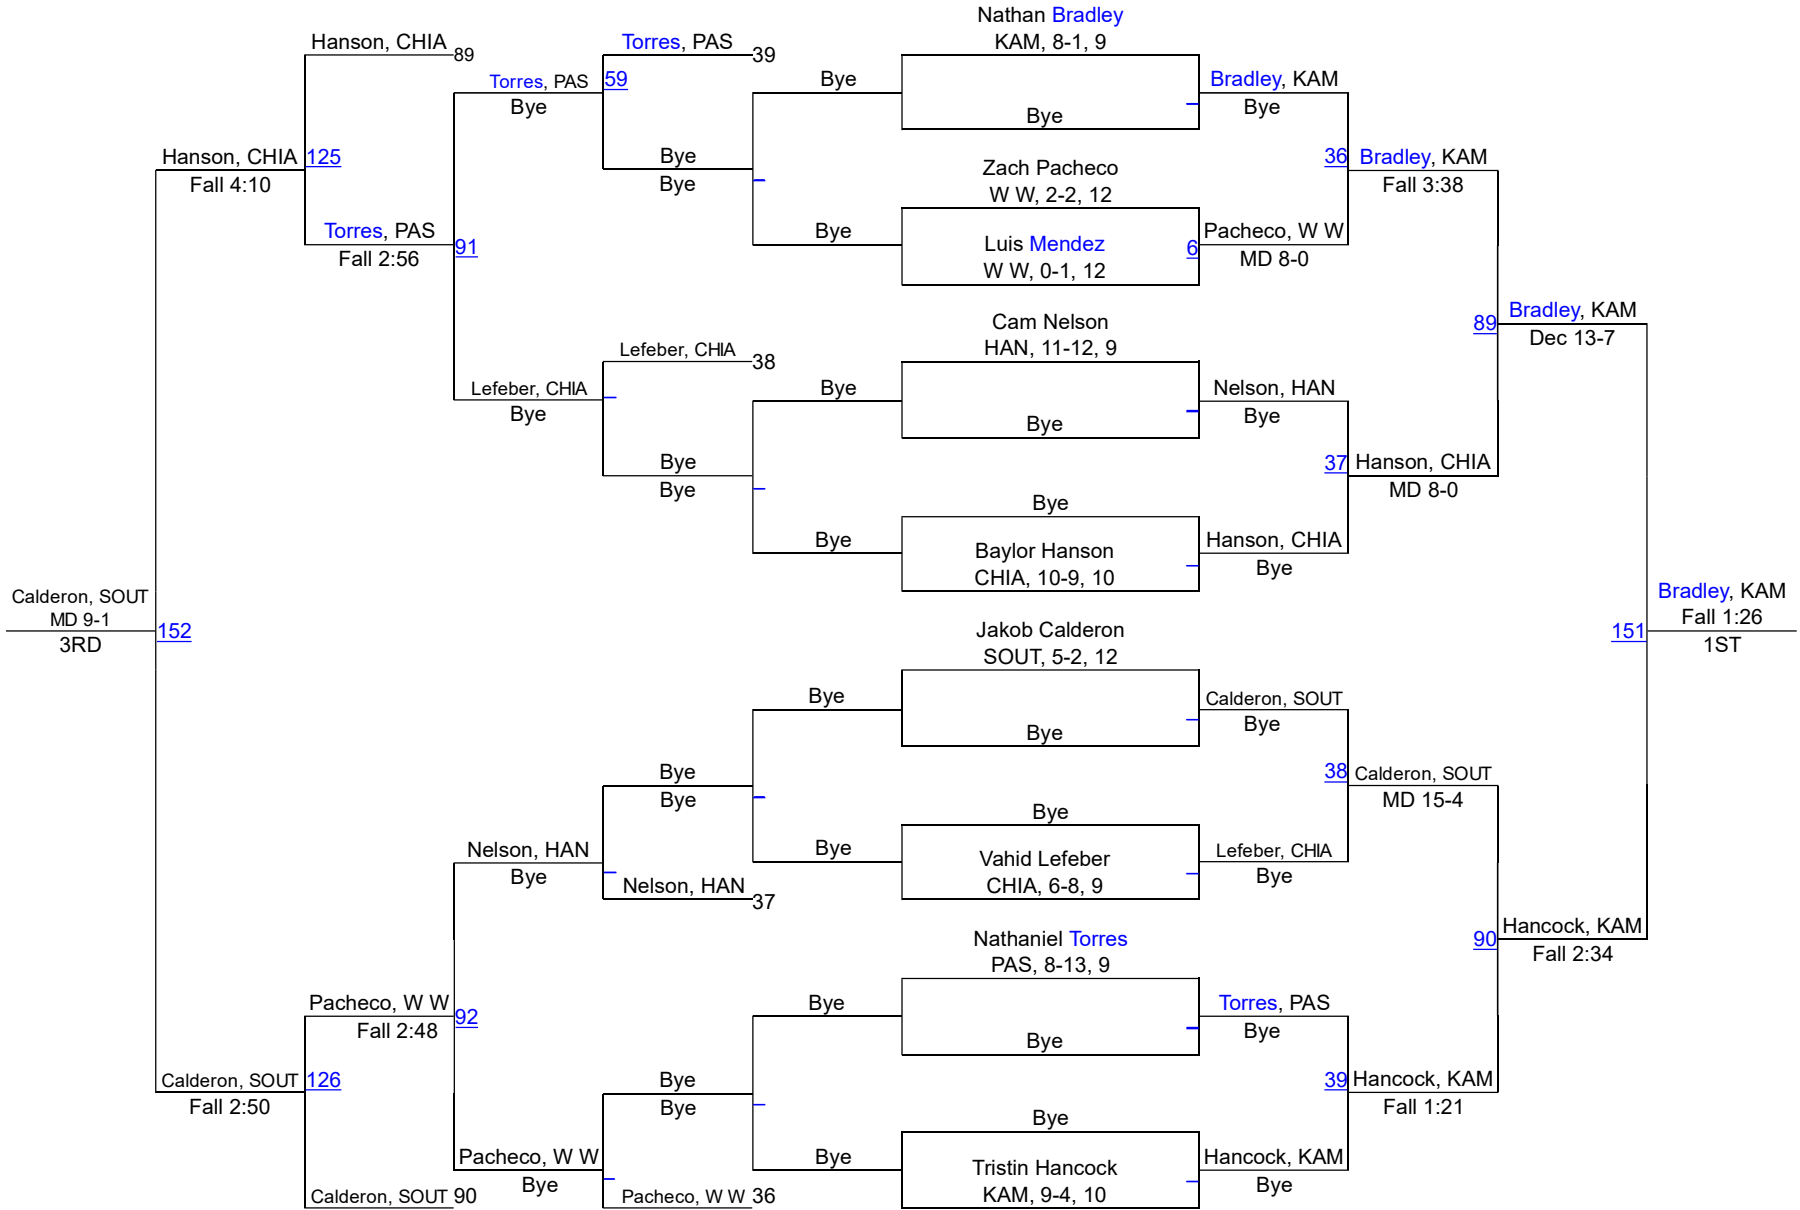 Nathan Bradley
KAM, 8-1, 9
Hanson, CHIA
89
Torres, PAS
39
Torres, PAS
59
Bye
Bye
Bradley, KAM
Bye
Bye
Hanson, CHIA
125
Fall 4:10
Bye
Bye
Zach Pacheco
W W, 2-2, 12
36
Bradley, KAM
Fall 3:38
Torres, PAS
91
Fall 2:56
Bye
Luis Mendez
W W, 0-1, 12
6
Pacheco, W W
MD 8-0
Cam Nelson
HAN, 11-12, 9
89
Bradley, KAM
Dec 13-7
Lefeber, CHIA
38
Lefeber, CHIA
Bye
Bye
Bye
Nelson, HAN
Bye
Bye
Bye
37
Hanson, CHIA
MD 8-0
Bye
Bye
Baylor Hanson
CHIA, 10-9, 10
Hanson, CHIA
Bye
Calderon, SOUT
MD 9-1
3RD
152
Jakob Calderon
SOUT, 5-2, 12
151
Bradley, KAM
Fall 1:26
1ST
Bye
Bye
Calderon, SOUT
Bye
Bye
Bye
38
Calderon, SOUT
MD 15-4
Bye
Nelson, HAN
Bye
Bye
Vahid Lefeber
CHIA, 6-8, 9
Lefeber, CHIA
Bye
Nelson, HAN
37
Nathaniel Torres
PAS, 8-13, 9
90
Hancock, KAM
Fall 2:34
Pacheco, W W
92
Fall 2:48
Bye
Bye
Torres, PAS
Bye
Calderon, SOUT
126
Fall 2:50
Bye
Bye
39
Hancock, KAM
Fall 1:21
Bye
Pacheco, W W
Bye
Bye
Tristin Hancock
KAM, 9-4, 10
Hancock, KAM
Bye
Calderon, SOUT
90
Pacheco, W W
36